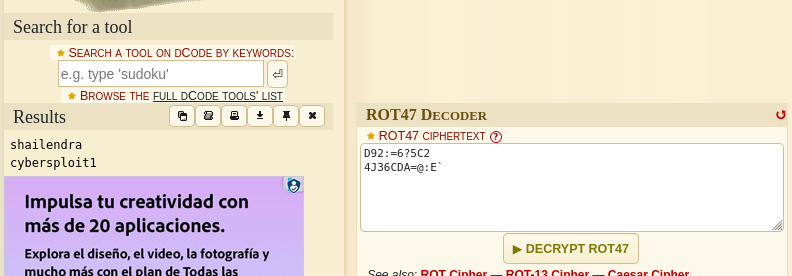 Search for a tool
★ SEARCH A TOOL ON DCODE BY KEYWORDS:
e.g. type 'sudoku'
★ BROWSE THE FULL DCODE TOOLS' LIST
Results
shailendra
cybersploit1
Impulsa tu creatividad con
más de 20 aplicaciones.
Explora el diseño, el video, la fotografía y
mucho más con el plan de Todas las
ROT47 DECODER
★ ROT47 CIPHERTEXT ?
D92:=6?5C2
4J36CDA=@:E`
▶ DECRYPT ROT47
See also: ROT Cipher — ROT-13 Cipher — Caesar Cipher